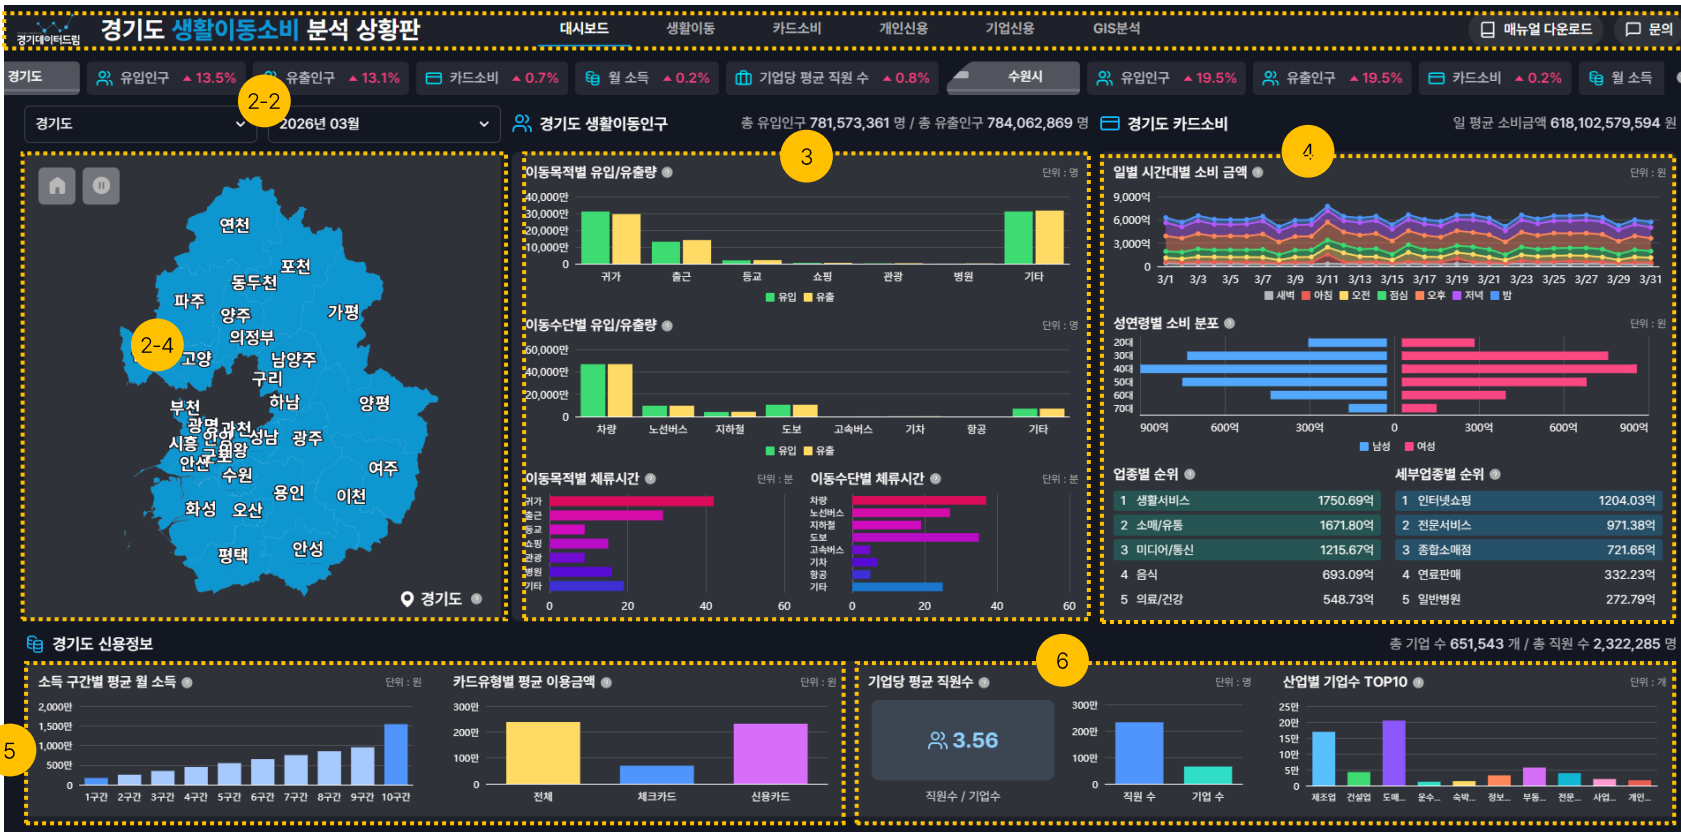 경기데이터드림
경기도 생활이동소비 분석 상황판
대시보드 생활이동 카드소비 개인신용 기업신용 GIS분석
매뉴얼 다운로드 문의
경기도 유입인구 ▲ 13.5% 유출인구 ▲ 13.1% 카드소비 ▲ 0.7% 월 소득 ▲ 0.2% 기업당 평균 직원 수 ▲ 0.8% 수원시 유입인구 ▲ 19.5% 유출인구 ▲ 19.5% 카드소비 ▲ 0.2% 월 소득
2-2
경기도 2026년 03월
경기도 생활이동인구 총 유입인구 781,573,361 명 / 총 유출인구 784,062,869 명
경기도 카드소비 일 평균 소비금액 618,102,579,594 원
연천
포천
동두천
파주
가평
양주
의정부
2-4
고양
남양주
구리
하남
양평
부천
광명
과천
시흥
안양
성남
광주
안산
수원
여주
용인
이천
화성
오산
안성
평택
경기도
3
이동목적별 유입/유출량 단위 : 명
40,000만
30,000만
20,000만
10,000만
0
귀가 출근 등교 쇼핑 관광 병원 기타
유입 유출
이동수단별 유입/유출량 단위 : 명
60,000만
40,000만
20,000만
0
차량 노선버스 지하철 도보 고속버스 기차 항공 기타
유입 유출
이동목적별 체류시간 단위 : 분
귀가
출근
등교
쇼핑
관광
병원
기타
0 20 40 60
이동수단별 체류시간 단위 : 분
차량
노선버스
지하철
도보
고속버스
기차
항공
기타
0 20 40 60
4
일별 시간대별 소비 금액 단위 : 원
9,000억
6,000억
3,000억
0
3/1 3/3 3/5 3/7 3/9 3/11 3/13 3/15 3/17 3/19 3/21 3/23 3/25 3/27 3/29 3/31
새벽 아침 오전 점심 오후 저녁 밤
성연령별 소비 분포 단위 : 원
20대
30대
40대
50대
60대
70대
900억 600억 300억 0 300억 600억 900억
남성 여성
업종별 순위
1 생활서비스 1750.69억
2 소매/유통 1671.80억
3 미디어/통신 1215.67억
4 음식 693.09억
5 의료/건강 548.73억
세부업종별 순위
1 인터넷쇼핑 1204.03억
2 전문서비스 971.38억
3 종합소매점 721.65억
4 연료판매 332.23억
5 일반병원 272.79억
경기도 신용정보 총 기업 수 651,543 개 / 총 직원 수 2,322,285 명
5
소득 구간별 평균 월 소득 단위 : 원
2,000만
1,500만
1,000만
500만
0
1구간 2구간 3구간 4구간 5구간 6구간 7구간 8구간 9구간 10구간
카드유형별 평균 이용금액 단위 : 원
300만
200만
100만
0
전체 체크카드 신용카드
6
기업당 평균 직원수 단위 : 명
3.56
직원수 / 기업수
300만
200만
100만
0
직원 수 기업 수
산업별 기업수 TOP10 단위 : 개
25만
20만
15만
10만
5만
0
제조업 건설업 도매... 운수... 숙박... 정보... 부동... 전문... 사업... 개인...